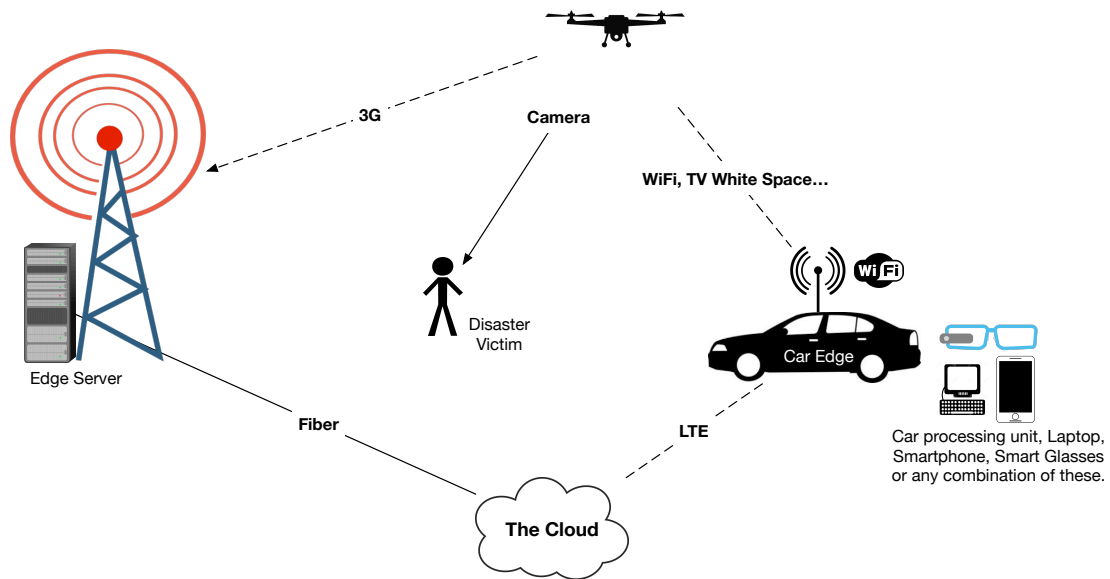 3G
Camera
WiFi, TV White Space...
Wi Fi
Disaster
Victim
Car Edge
Edge Server
Fiber
LTE
Car processing unit, Laptop,
Smartphone, Smart Glasses
or any combination of these.
The Cloud